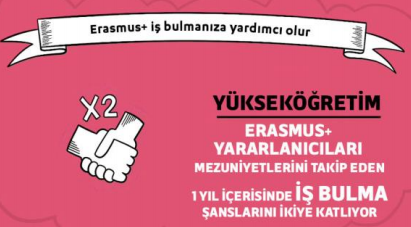 Erasmus+ iş bulmanıza yardımcı olur
X2
YÜKSEKÖĞRETİM
ERASMUS+
YARARLANICILARI
MEZUNİYETLERİNİ TAKİP EDEN
1 YIL İÇERİSİNDE İŞ BULMA
ŞANSLARINI İKİYE KATLIYOR